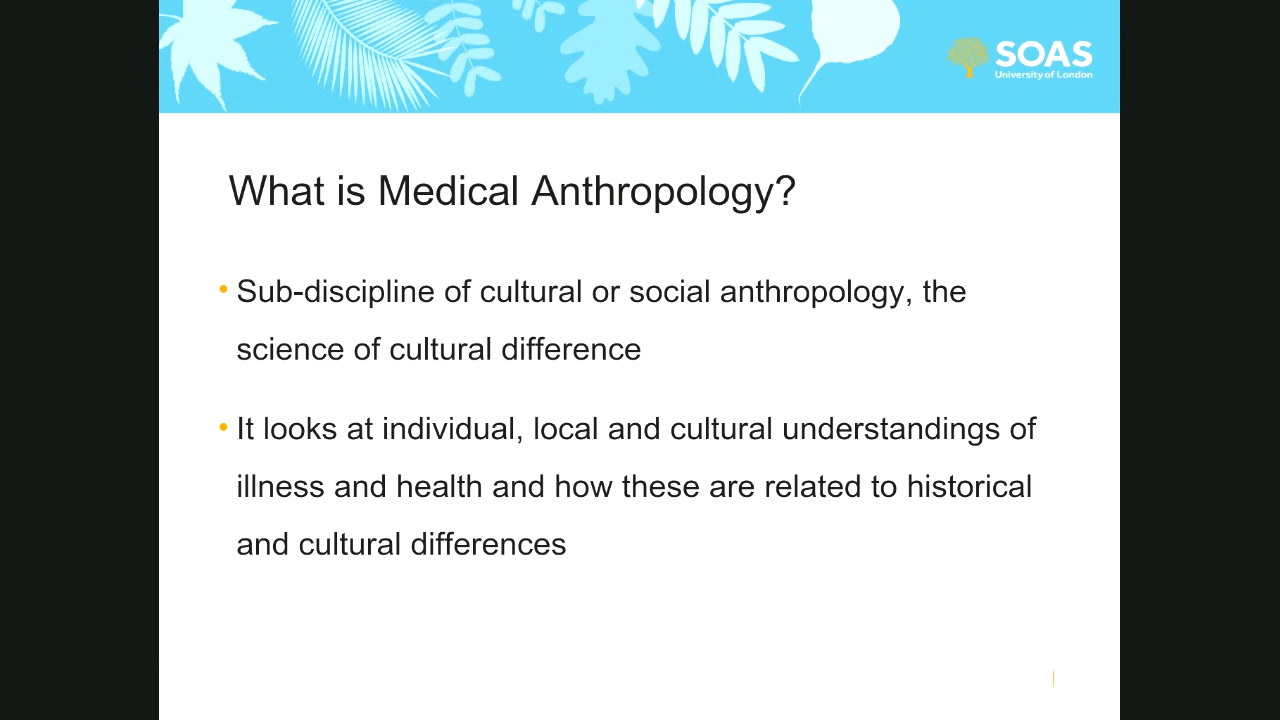 SOAS
University of London
What is Medical Anthropology?
• Sub-discipline of cultural or social anthropology, the
science of cultural difference
• It looks at individual, local and cultural understandings of
illness and health and how these are related to historical
and cultural differences